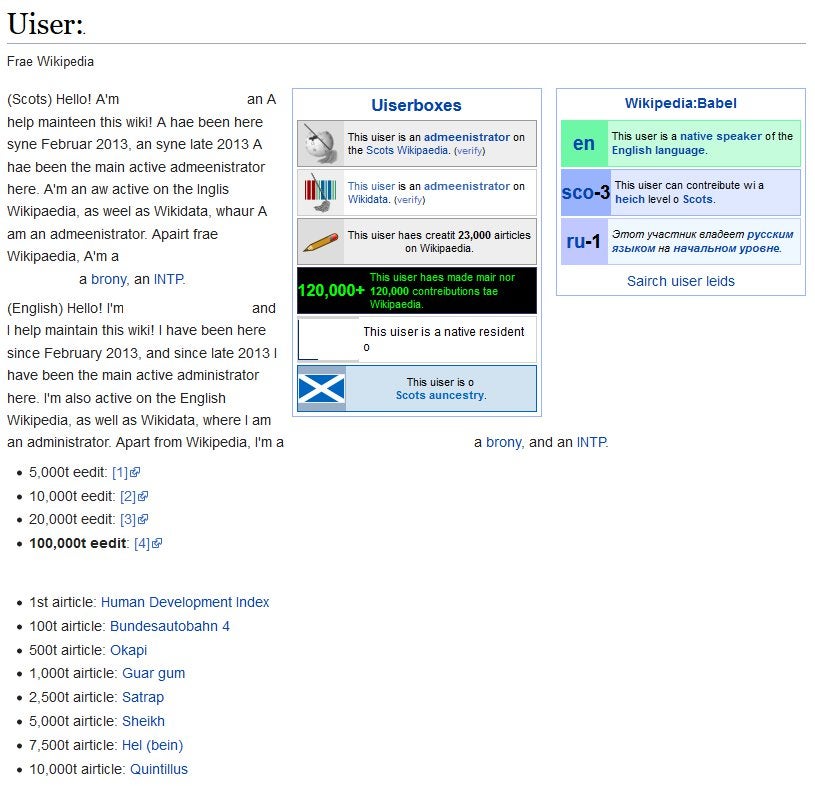 Uiser:.
Frae Wikipedia
(Scots) Hello! A'm an A
help mainteen this wiki! A hae been here
syne Februar 2013, an syne late 2013 A
hae been the main active admeenistrator
here. A'm an aw active on the Inglis
Wikipaedia, as weel as Wikidata, whaur A
am an admeenistrator. Apairt frae
Wikipaedia, A'm a
a brony, an INTP.
(English) Hello! I'm and
I help maintain this wiki! I have been here
since February 2013, and since late 2013 I
have been the main active administrator
here. I'm also active on the English
Wikipedia, as well as Wikidata, where I am
an administrator. Apart from Wikipedia, I'm a a brony, and an INTP.
Uiserboxes
This uiser is an admeenistrator on
the Scots Wikipaedia. (verify)
This uiser is an admeenistrator on
Wikidata. (verify)
This uiser haes creatit 23,000 airticles
on Wikipaedia.
120,000+
This uiser haes made mair nor
120,000 contreibutions tae
Wikipaedia.
This uiser is a native resident
o
This uiser is o
Scots auncestry.
Wikipedia:Babel
en
This uiser is a native speaker of the
English language.
sco-3
This uiser can contreibute wi a
heich level o Scots.
ru-1
Этот участник владеет русским
языком на начальном уровне.
Sairch uiser leids
• 5,000t eedit: [1]
• 10,000t eedit: [2]
• 20,000t eedit: [3]
• 100,000t eedit: [4]
• 1st airticle: Human Development Index
• 100t airticle: Bundesautobahn 4
• 500t airticle: Okapi
• 1,000t airticle: Guar gum
• 2,500t airticle: Satrap
• 5,000t airticle: Sheikh
• 7,500t airticle: Hel (bein)
• 10,000t airticle: Quintillus